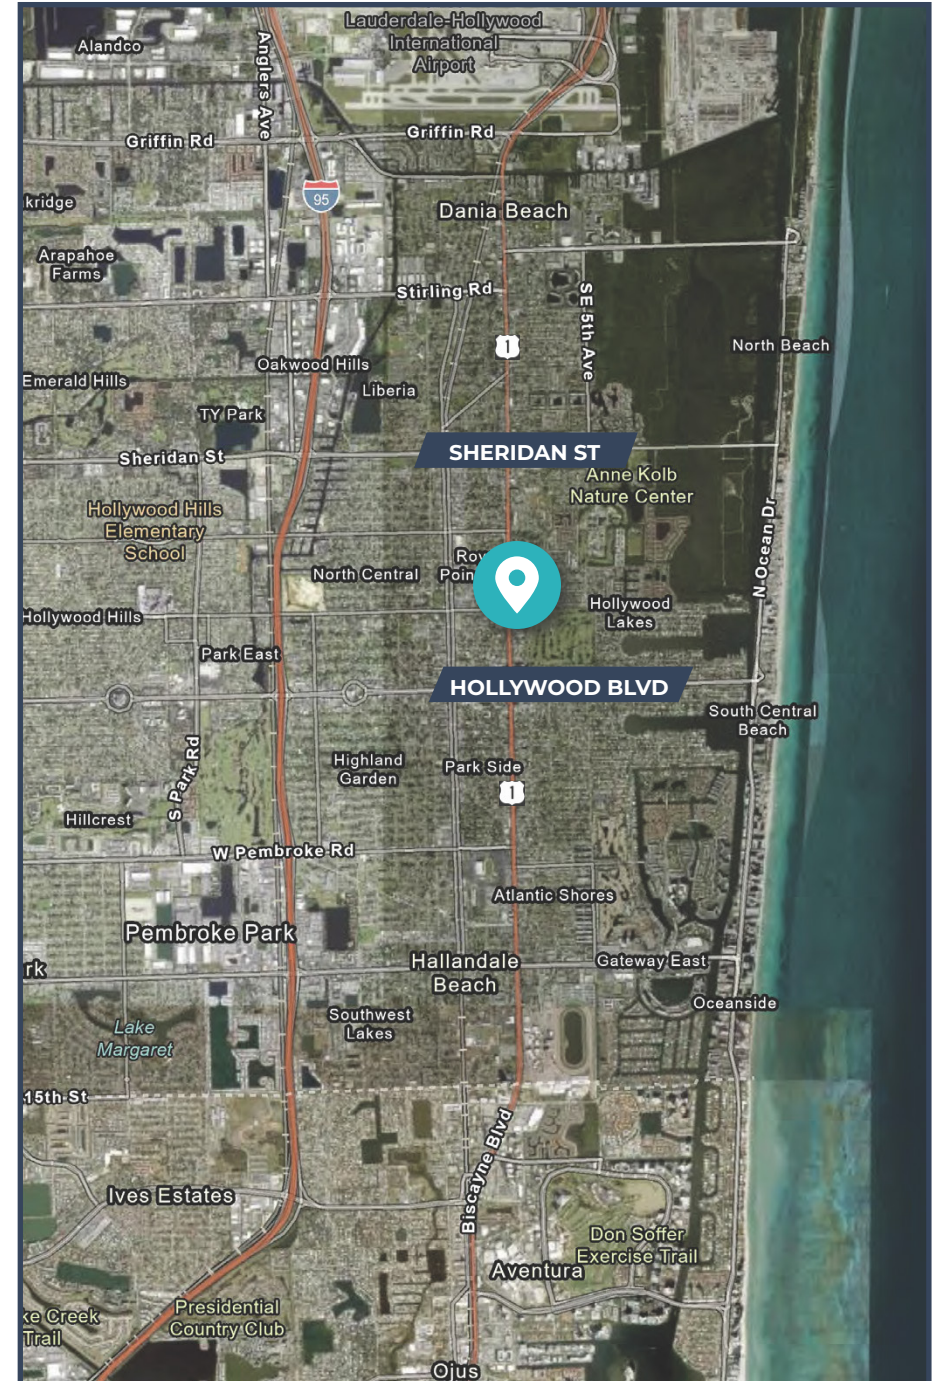 Lauderdale-Hollywood
International
Airport
Alandco
Anglers Ave
Griffin Rd
Griffin Rd
95
kridge
Dania Beach
Arapahoe
Farms
Stirling Rd
SE 5th Ave
1
North Beach
Oakwood Hills
Emerald Hills
Liberia
TY Park
SHERIDAN ST
Sheridan St
Anne Kolb
Nature Center
Hollywood Hills
Elementary
School
N Ocean Dr
Roy
Poin
North Central
Hollywood
Lakes
Hollywood Hills
Park East
HOLLYWOOD BLVD
South Central
Beach
Highland
Garden
Park Side
S Park Rd
1
Hillcrest
W Pembroke Rd
Atlantic Shores
Pembroke Park
Hallandale
Beach
Gateway East
rk
Oceanside
Southwest
Lakes
Lake
Margaret
15th St
Biscayne Blvd
Ives Estates
Don Soffer
Exercise Trail
Aventura
Presidential
Country Club
ke Creek
Trail
Ojus